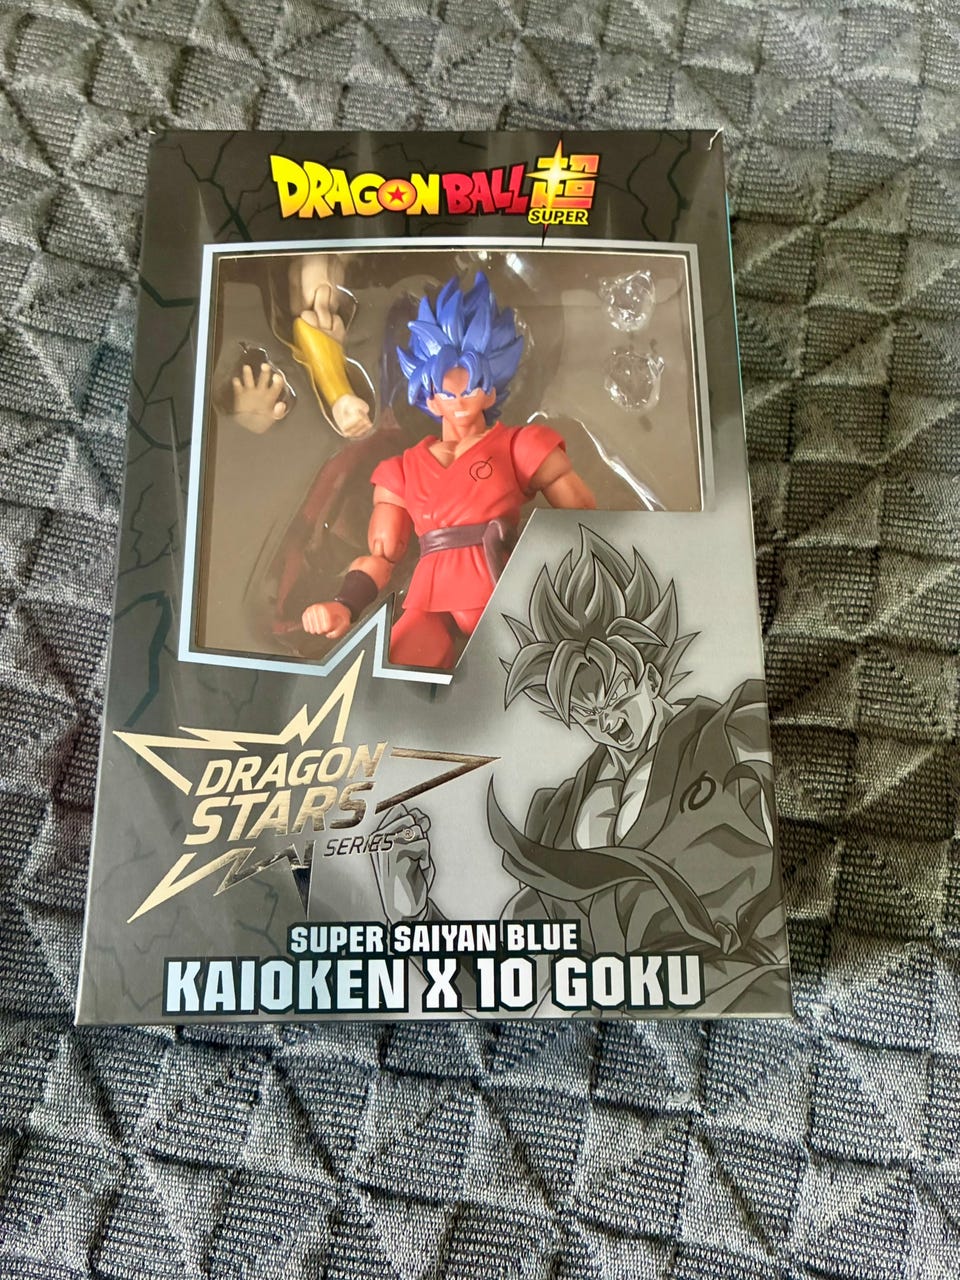 DRAGON BALL 超
SUPER
DRAGON
STARS
SERIES®
SUPER SAIYAN BLUE
KAIOKEN X 10 GOKU